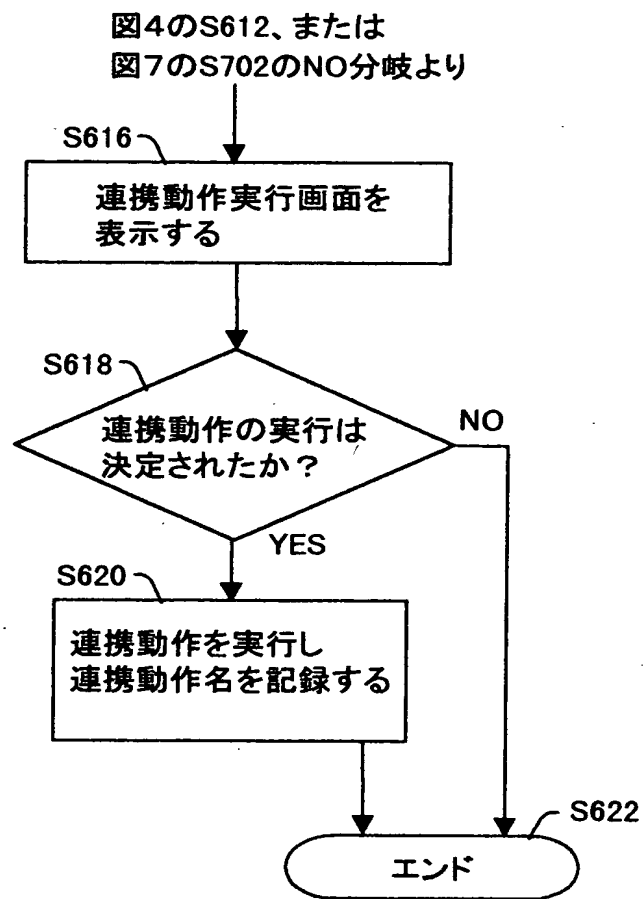 図4のS612、または
図7のS702のNO分岐より
S616
連携動作実行画面を
表示する
S618
連携動作の実行は
決定されたか？
NO
YES
S620
連携動作を実行し
連携動作名を記録する
S622
エンド